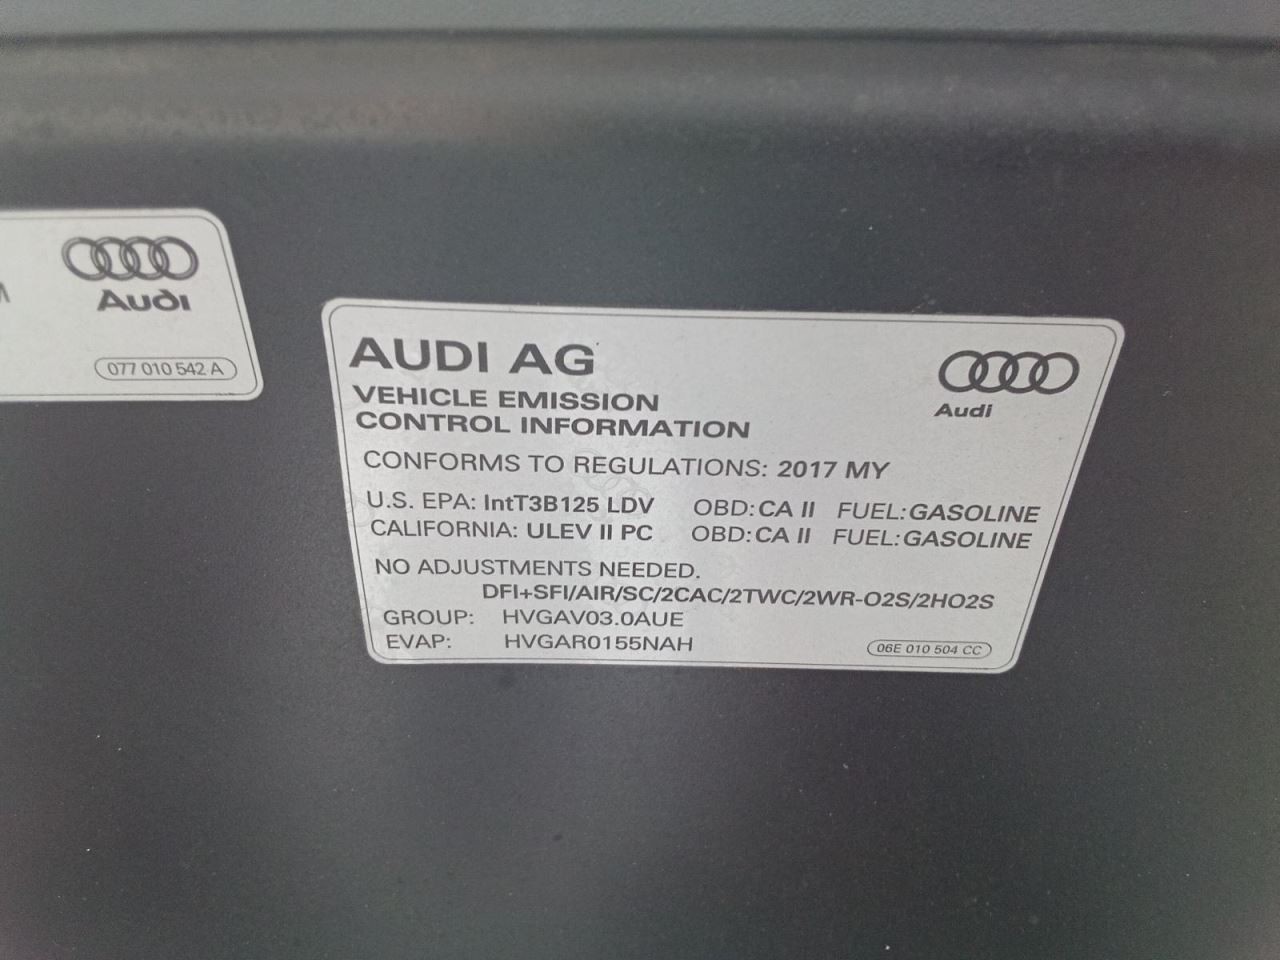 Audi
077 010 542 A
AUDI AG
Audi
VEHICLE EMISSION
CONTROL INFORMATION
CONFORMS TO REGULATIONS: 2017 MY
U.S. EPA: IntT3B125 LDV OBD:CA II FUEL:GASOLINE
CALIFORNIA: ULEV II PC OBD:CA II FUEL:GASOLINE
NO ADJUSTMENTS NEEDED.
DFI+SFI/AIR/SC/2CAC/2TWC/2WR-O2S/2HO2S
GROUP: HVGAV03.0AUE
EVAP: HVGAR0155NAH
06E 010 504 CC